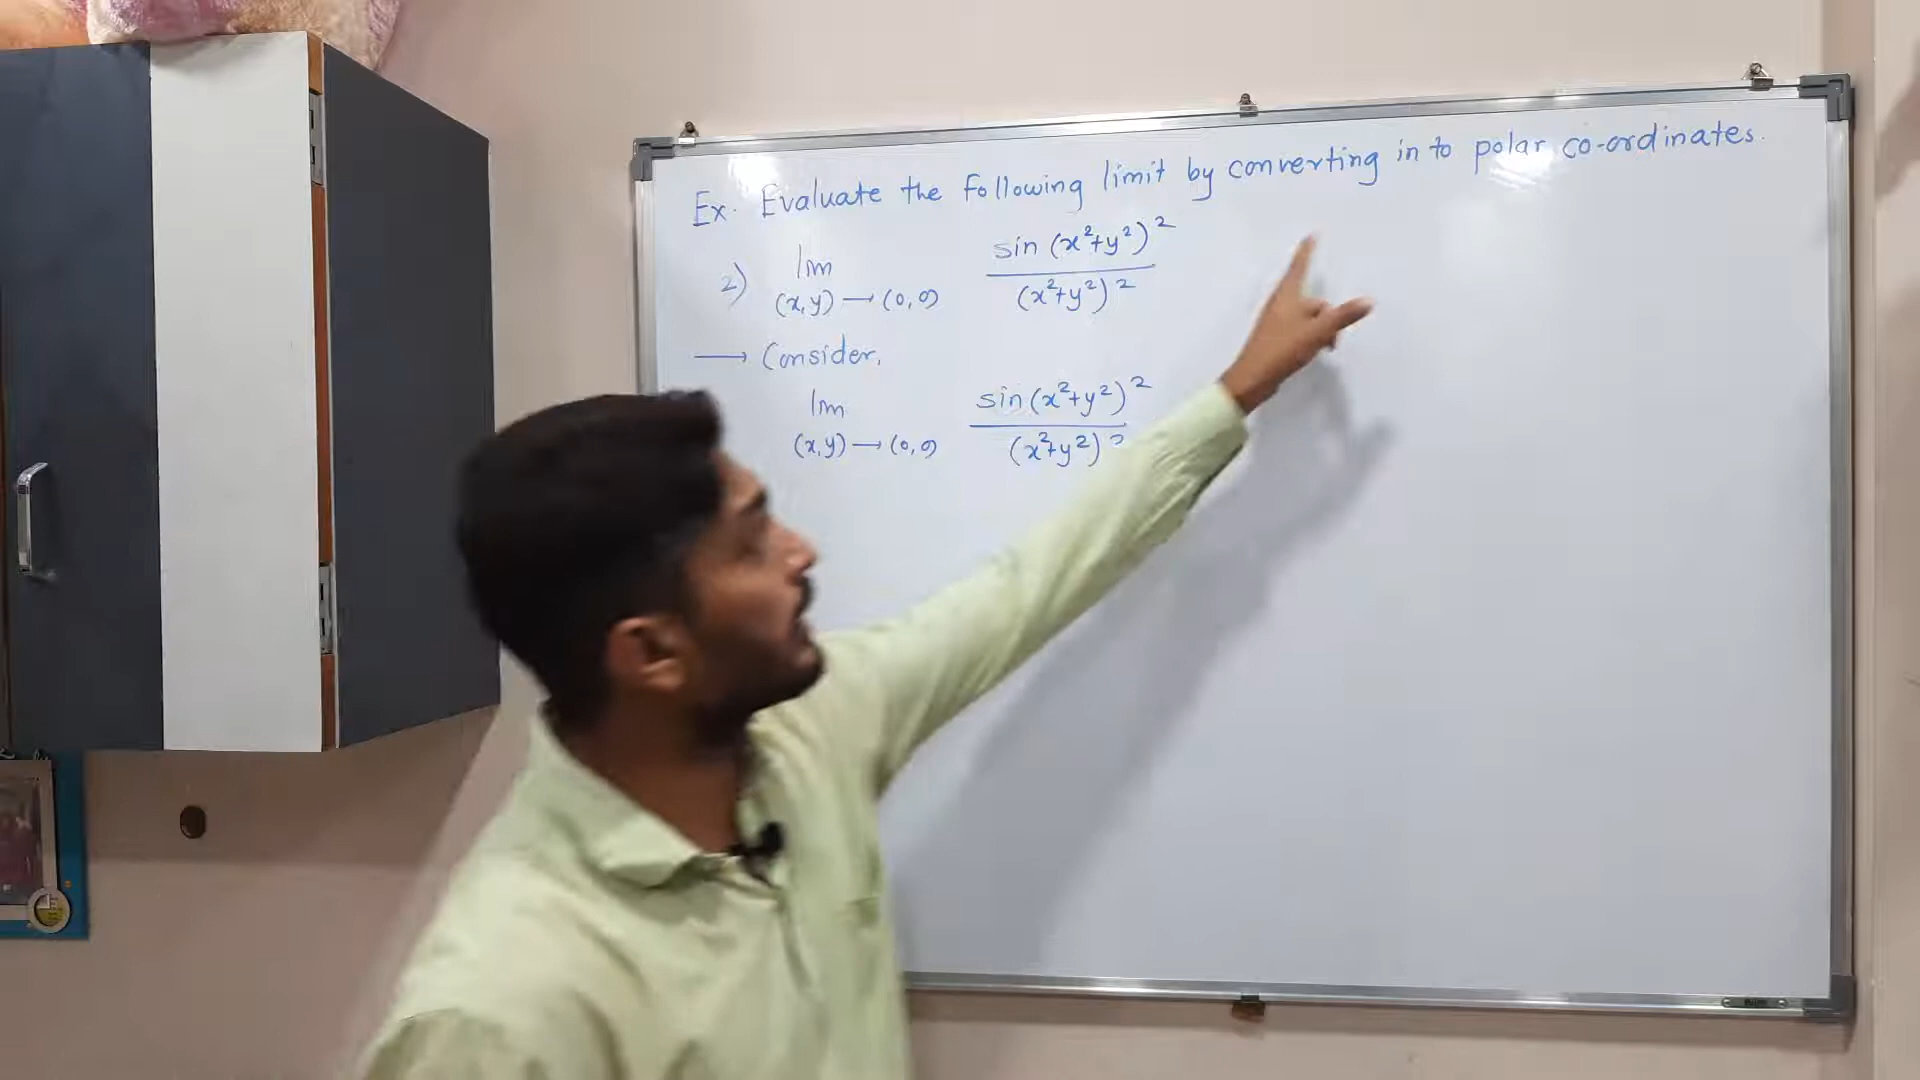 Ex. Evaluate the following limit by converting in to polar co-ordinates.
2) lim (x,y) → (0,0) sin (x²+y²)² / (x²+y²)²
→ Consider,
lim (x,y) → (0,0) sin (x²+y²)² / (x²+y²)²